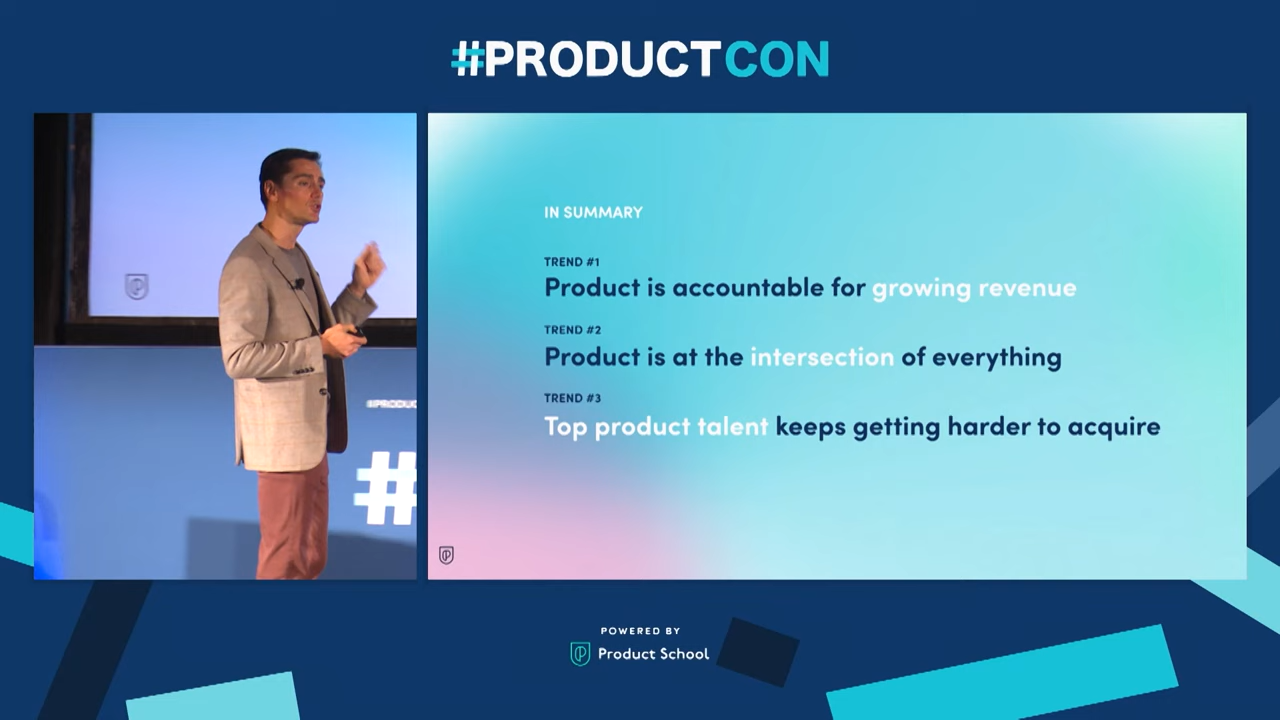 #PRODUCTCON
IN SUMMARY
TREND #1
Product is accountable for growing revenue
TREND #2
Product is at the intersection of everything
TREND #3
Top product talent keeps getting harder to acquire
#PRODUC
#
POWERED BY
Product School